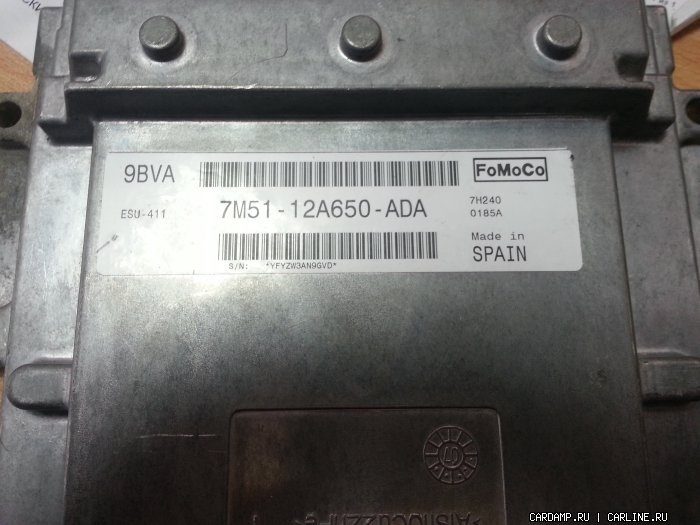 9BVA
FoMoCo
ESU-411
7M51-12A650-ADA
7H240
0185A
Made in
SPAIN
S/N: *YFYZW3AN9GVD*
CARDAMP.RU | CARLINE.RU